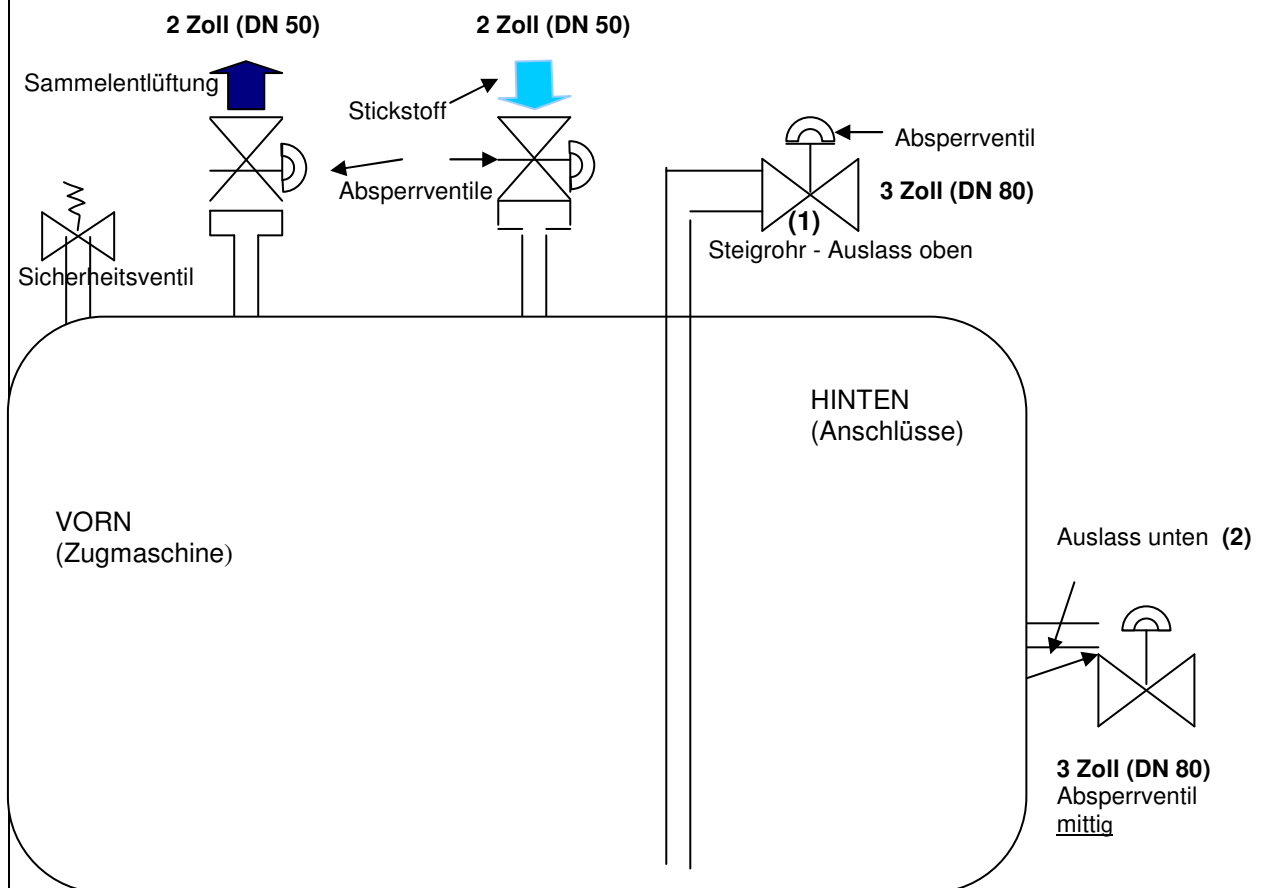 2 Zoll (DN 50)
2 Zoll (DN 50)
Sammelentlüftung
Stickstoff
Absperrventile
Absperrventil
3 Zoll (DN 80)
(1)
Steigrohr - Auslass oben
Sicherheitsventil
HINTEN
(Anschlüsse)
VORN
(Zugmaschine)
Auslass unten (2)
3 Zoll (DN 80)
Absperrventil
mittig